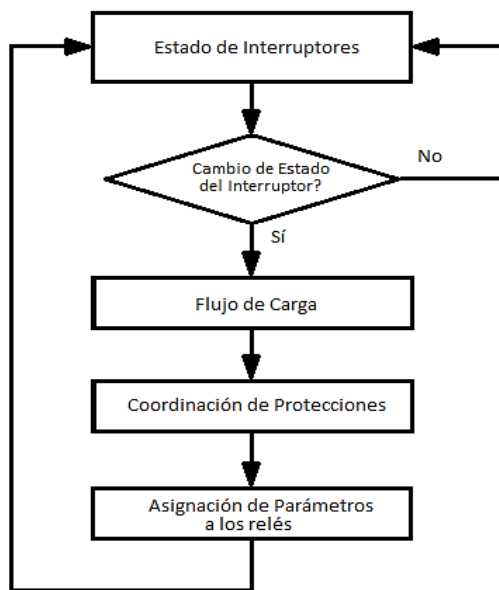 Estado de Interruptores
Cambio de Estado
del Interruptor?
No
Sí
Flujo de Carga
Coordinación de Protecciones
Asignación de Parámetros
a los relés